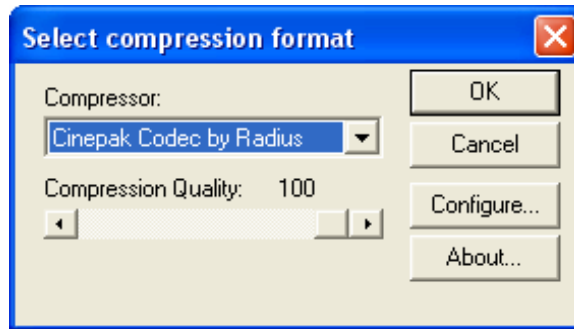 Select compression format
Compressor:
Cinepak Codec by Radius
Compression Quality: 100
OK
Cancel
Configure...
About...